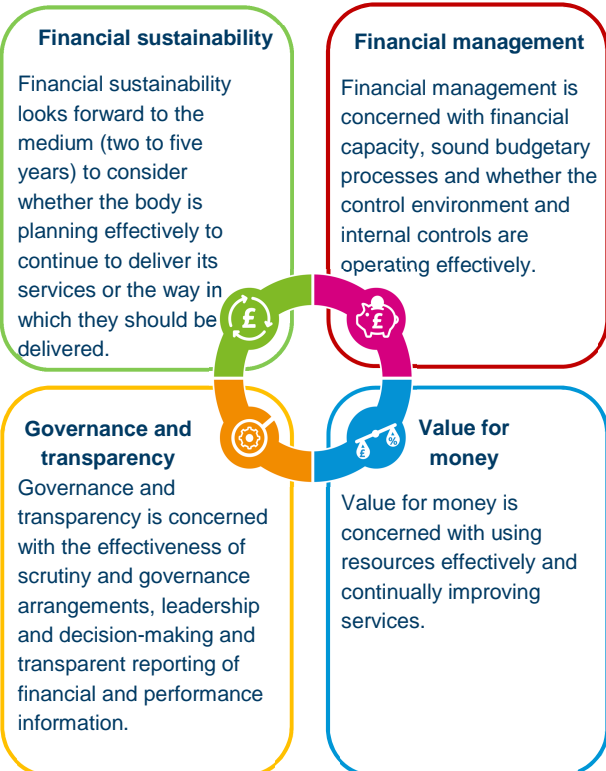 Financial sustainability
Financial sustainability
looks forward to the
medium (two to five
years) to consider
whether the body is
planning effectively to
continue to deliver its
services or the way in
which they should be
delivered.
Financial management
Financial management is
concerned with financial
capacity, sound budgetary
processes and whether the
control environment and
internal controls are
operating effectively.
£
£
Governance and
transparency
Governance and
transparency is concerned
with the effectiveness of
scrutiny and governance
arrangements, leadership
and decision-making and
transparent reporting of
financial and performance
information.
£ %
Value for
money
Value for money is
concerned with using
resources effectively and
continually improving
services.